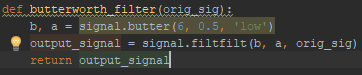 def butterworth_filter(orig_sig):
    b, a = signal.butter(6, 0.5, 'low')
    output_signal = signal.filtfilt(b, a, orig_sig)
    return output_signal